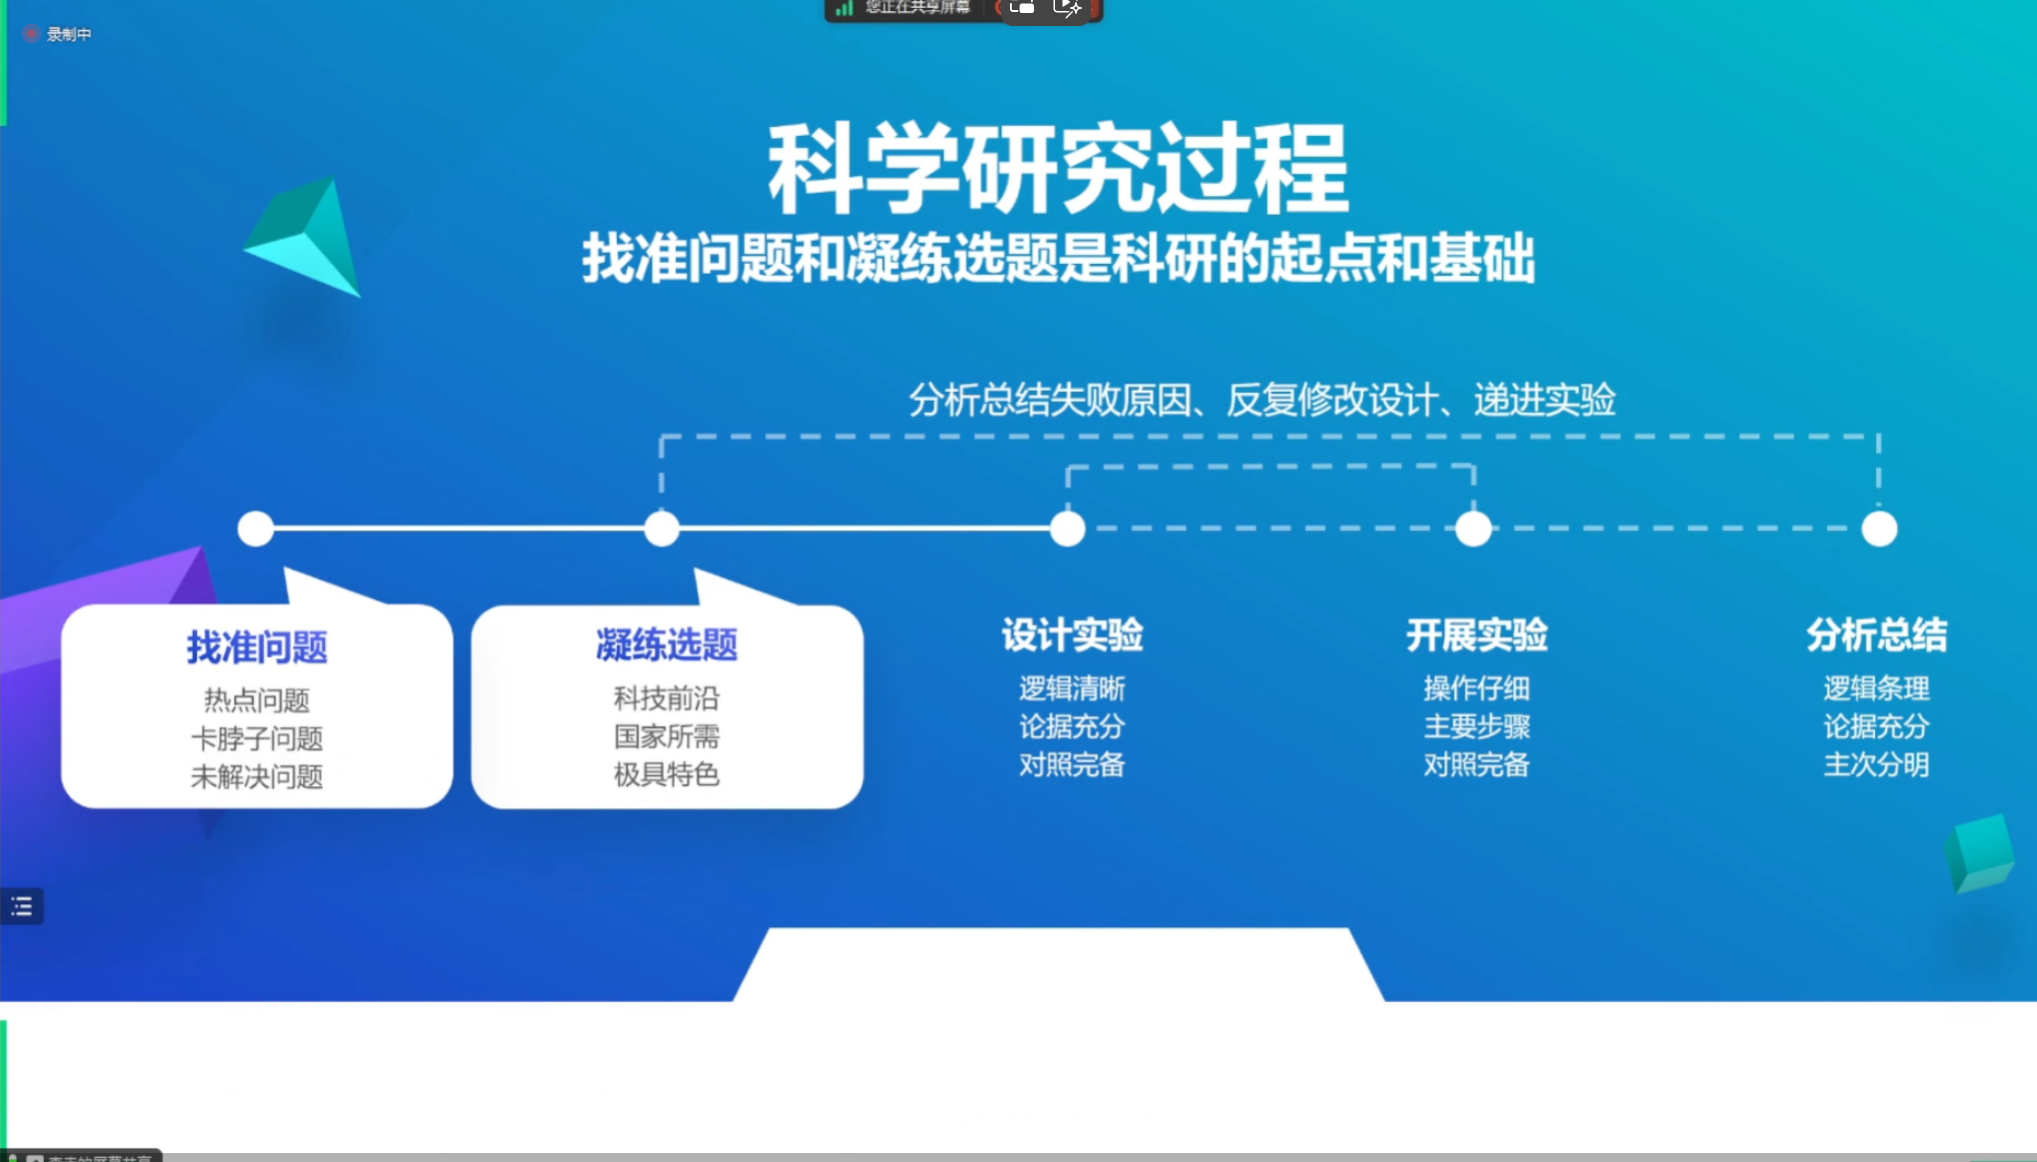 您正在共享屏幕
录制中
科学研究过程
找准问题和凝练选题是科研的起点和基础
分析总结失败原因、反复修改设计、递进实验
找准问题
热点问题
卡脖子问题
未解决问题
凝练选题
科技前沿
国家所需
极具特色
设计实验
逻辑清晰
论据充分
对照完备
开展实验
操作仔细
主要步骤
对照完备
分析总结
逻辑条理
论据充分
主次分明